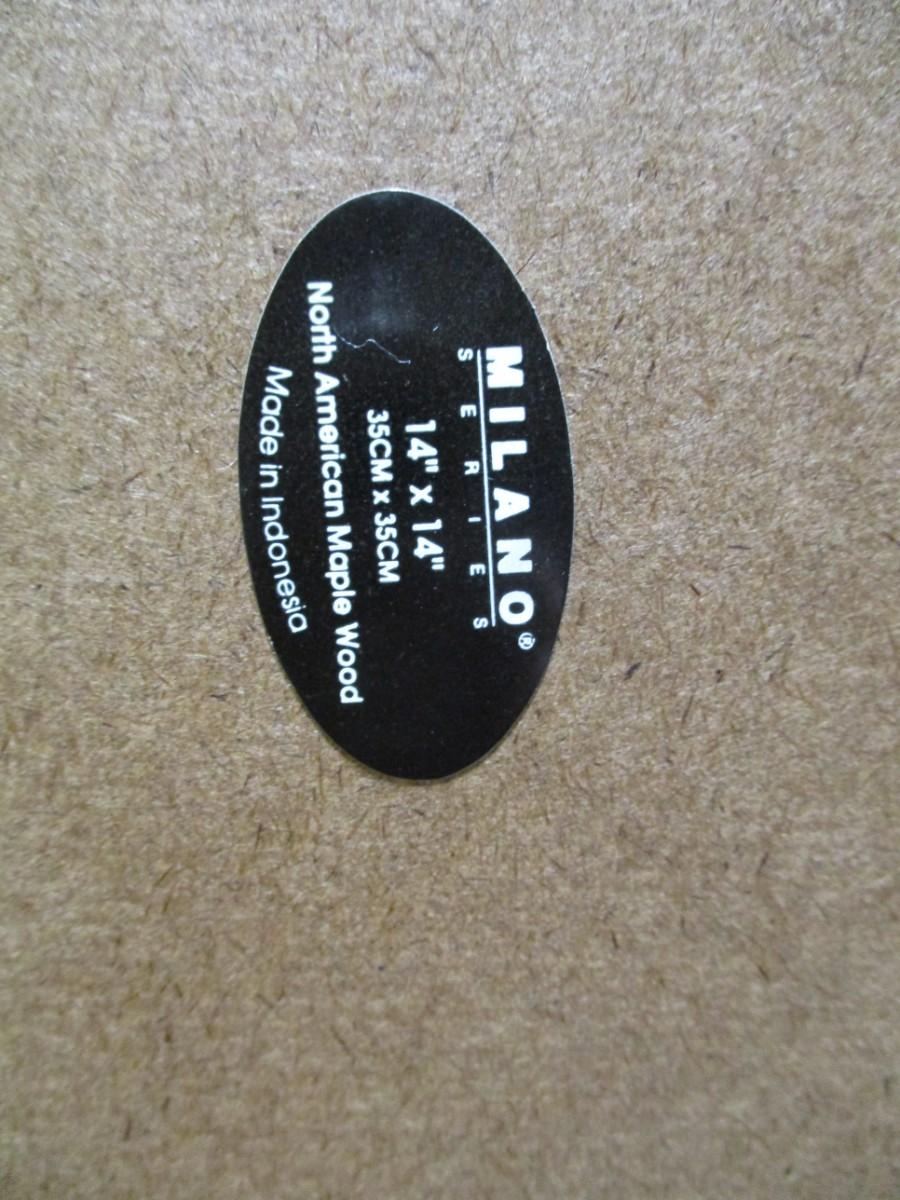 MILANO®
SERIES
14" x 14"
35CM x 35CM
North American Maple Wood
Made in Indonesia